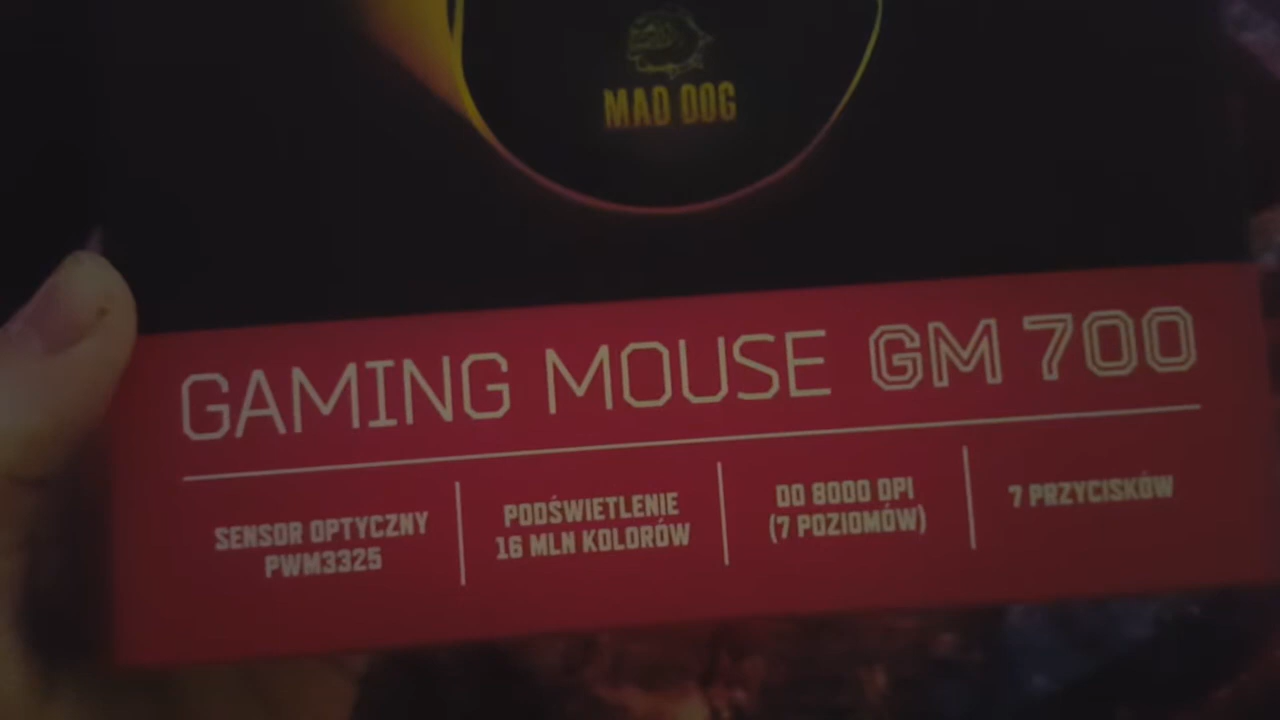 MAD DOG
GAMING MOUSE GM 700
SENSOR OPTYCZNY
PWM3325
PODŚWIETLENIE
16 MLN KOLORÓW
DO 8000 DPI
(7 POZIOMÓW)
7 PRZYCISKÓW